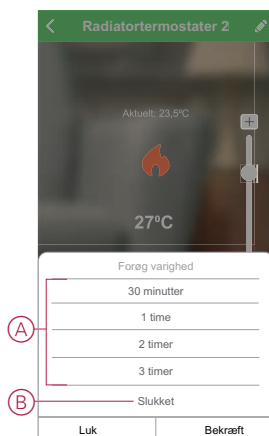 Radiatortermostater 2
Aktuelt: 23,5°C
+
27°C
Forøg varighed
30 minutter
1 time
2 timer
3 timer
Slukket
Luk Bekræft
A
B